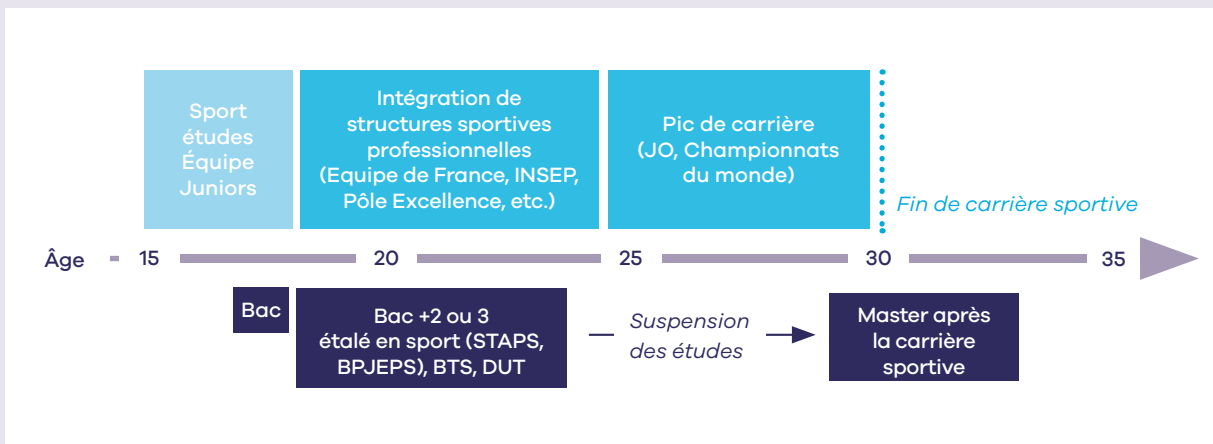 Sport
études
Équipe
Juniors
Intégration de
structures sportives
professionnelles
(Equipe de France, INSEP,
Pôle Excellence, etc.)
Pic de carrière
(JO, Championnats
du monde)
Fin de carrière sportive
Âge 15 20 25 30 35
Bac
Bac +2 ou 3
étalé en sport (STAPS,
BPJEPS), BTS, DUT
Suspension
des études
Master après
la carrière
sportive